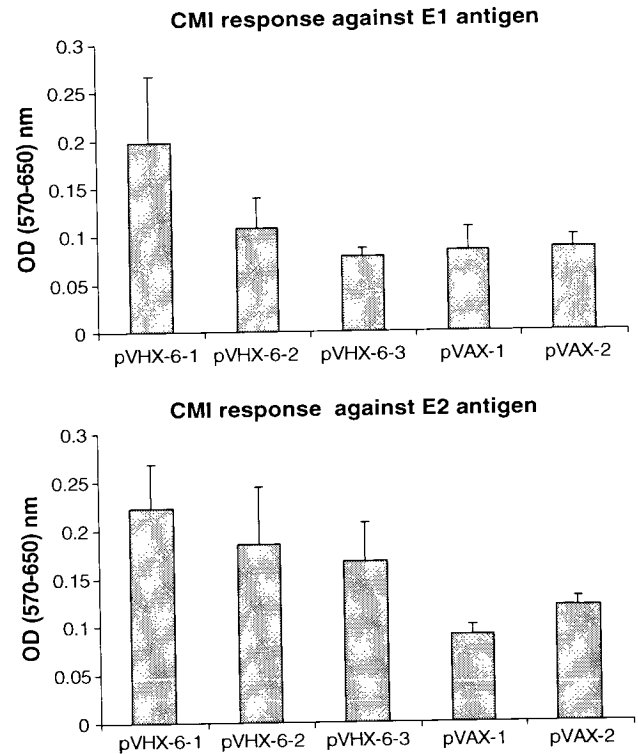 CMI response against E1 antigen
OD (570-650) nm
0.3
0.25
0.2
0.15
0.1
0.05
0
pVHX-6-1 pVHX-6-2 pVHX-6-3 pVAX-1 pVAX-2
CMI response against E2 antigen
OD (570-650) nm
0.3
0.25
0.2
0.15
0.1
0.05
0
pVHX-6-1 pVHX-6-2 pVHX-6-3 pVAX-1 pVAX-2